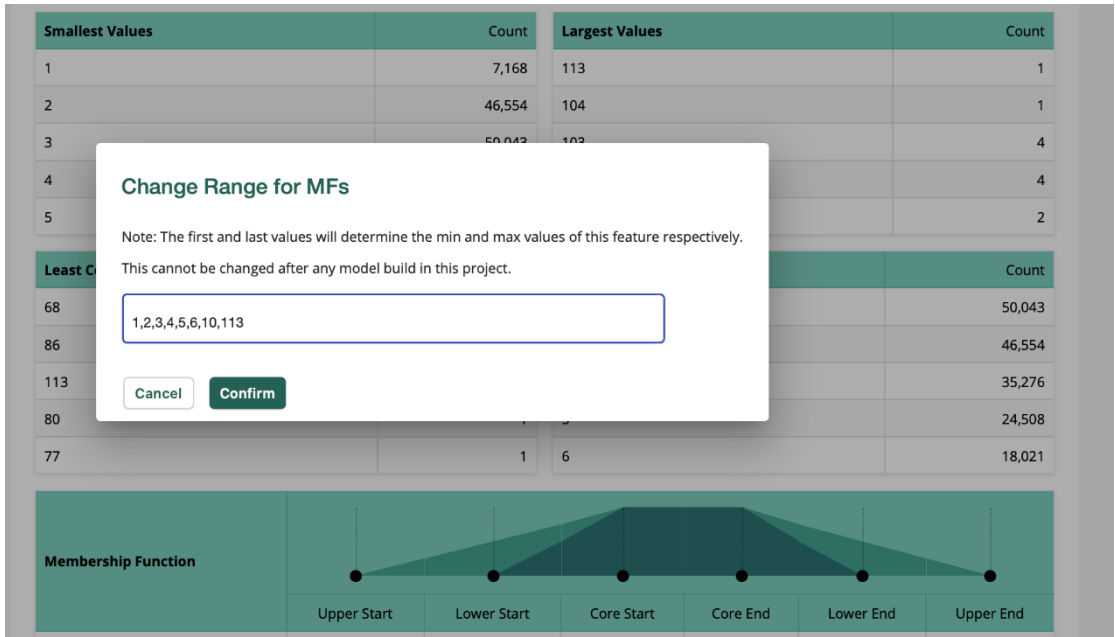 Smallest Values Count
1 7,168
2 46,554
3 50,043
4
5
Largest Values Count
113 1
104 1
103 4
4
2
Change Range for MFs
Note: The first and last values will determine the min and max values of this feature respectively.
This cannot be changed after any model build in this project.
1,2,3,4,5,6,10,113
Cancel Confirm
Least C
68
86
113
80
77 1
Count
50,043
46,554
35,276
24,508
6 18,021
Membership Function
Upper Start Lower Start Core Start Core End Lower End Upper End